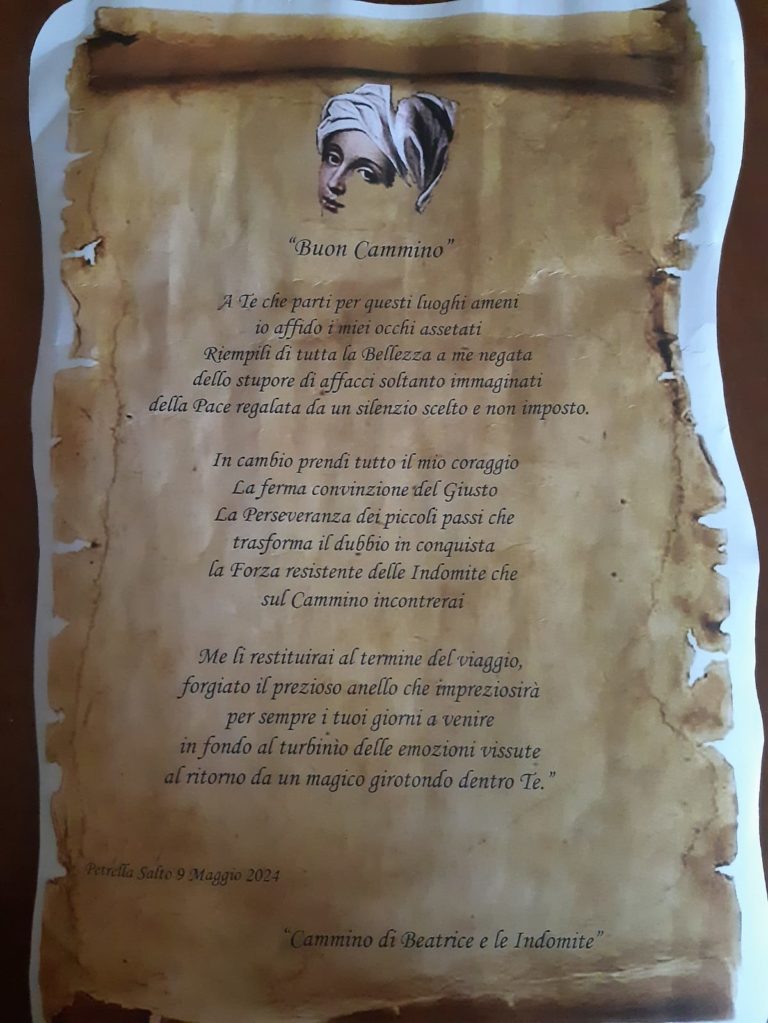 “Buon Cammino”
A Te che parti per questi luoghi ameni
io affido i miei occhi assetati
Riempili di tutta la Bellezza a me negata
dello stupore di affacci soltanto immaginati
della Pace regalata da un silenzio scelto e non imposto.
In cambio prendi tutto il mio coraggio
La ferma convinzione del Giusto
La Perseveranza dei piccoli passi che
trasforma il dubbio in conquista
la Forza resistente delle Indomite che
sul Cammino incontrerai
Me li restituirai al termine del viaggio,
forgiato il prezioso anello che impreziosirà
per sempre i tuoi giorni a venire
in fondo al turbinio delle emozioni vissute
al ritorno da un magico girotondo dentro Te.”
Petrella Salto 9 Maggio 2024
“Cammino di Beatrice e le Indomite”